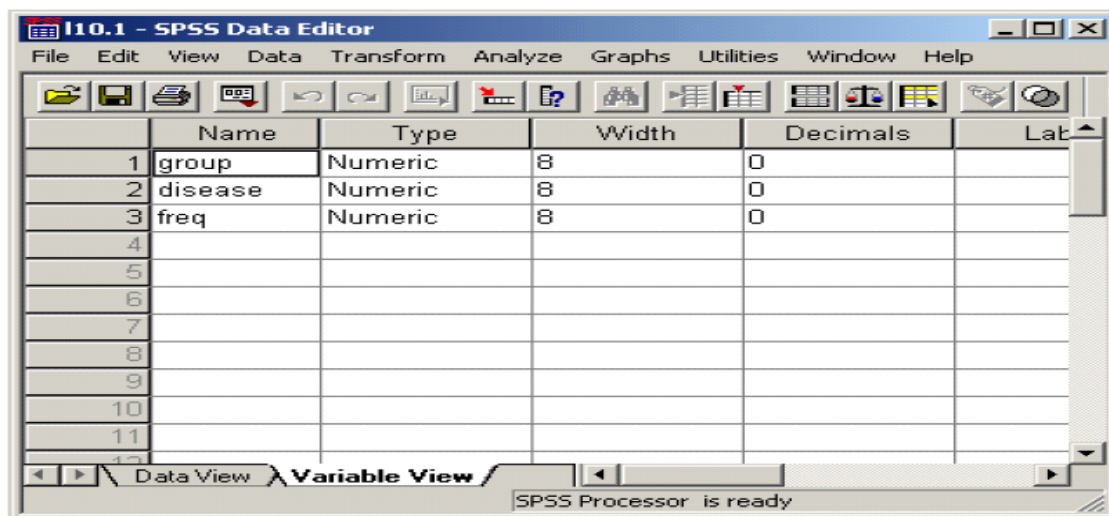 l10.1 - SPSS Data Editor
File Edit View Data Transform Analyze Graphs Utilities Window Help
Name Type Width Decimals Lab
1 group Numeric 8 0
2 disease Numeric 8 0
3 freq Numeric 8 0
4
5
6
7
8
9
10
11
12
Data View Variable View
SPSS Processor is ready